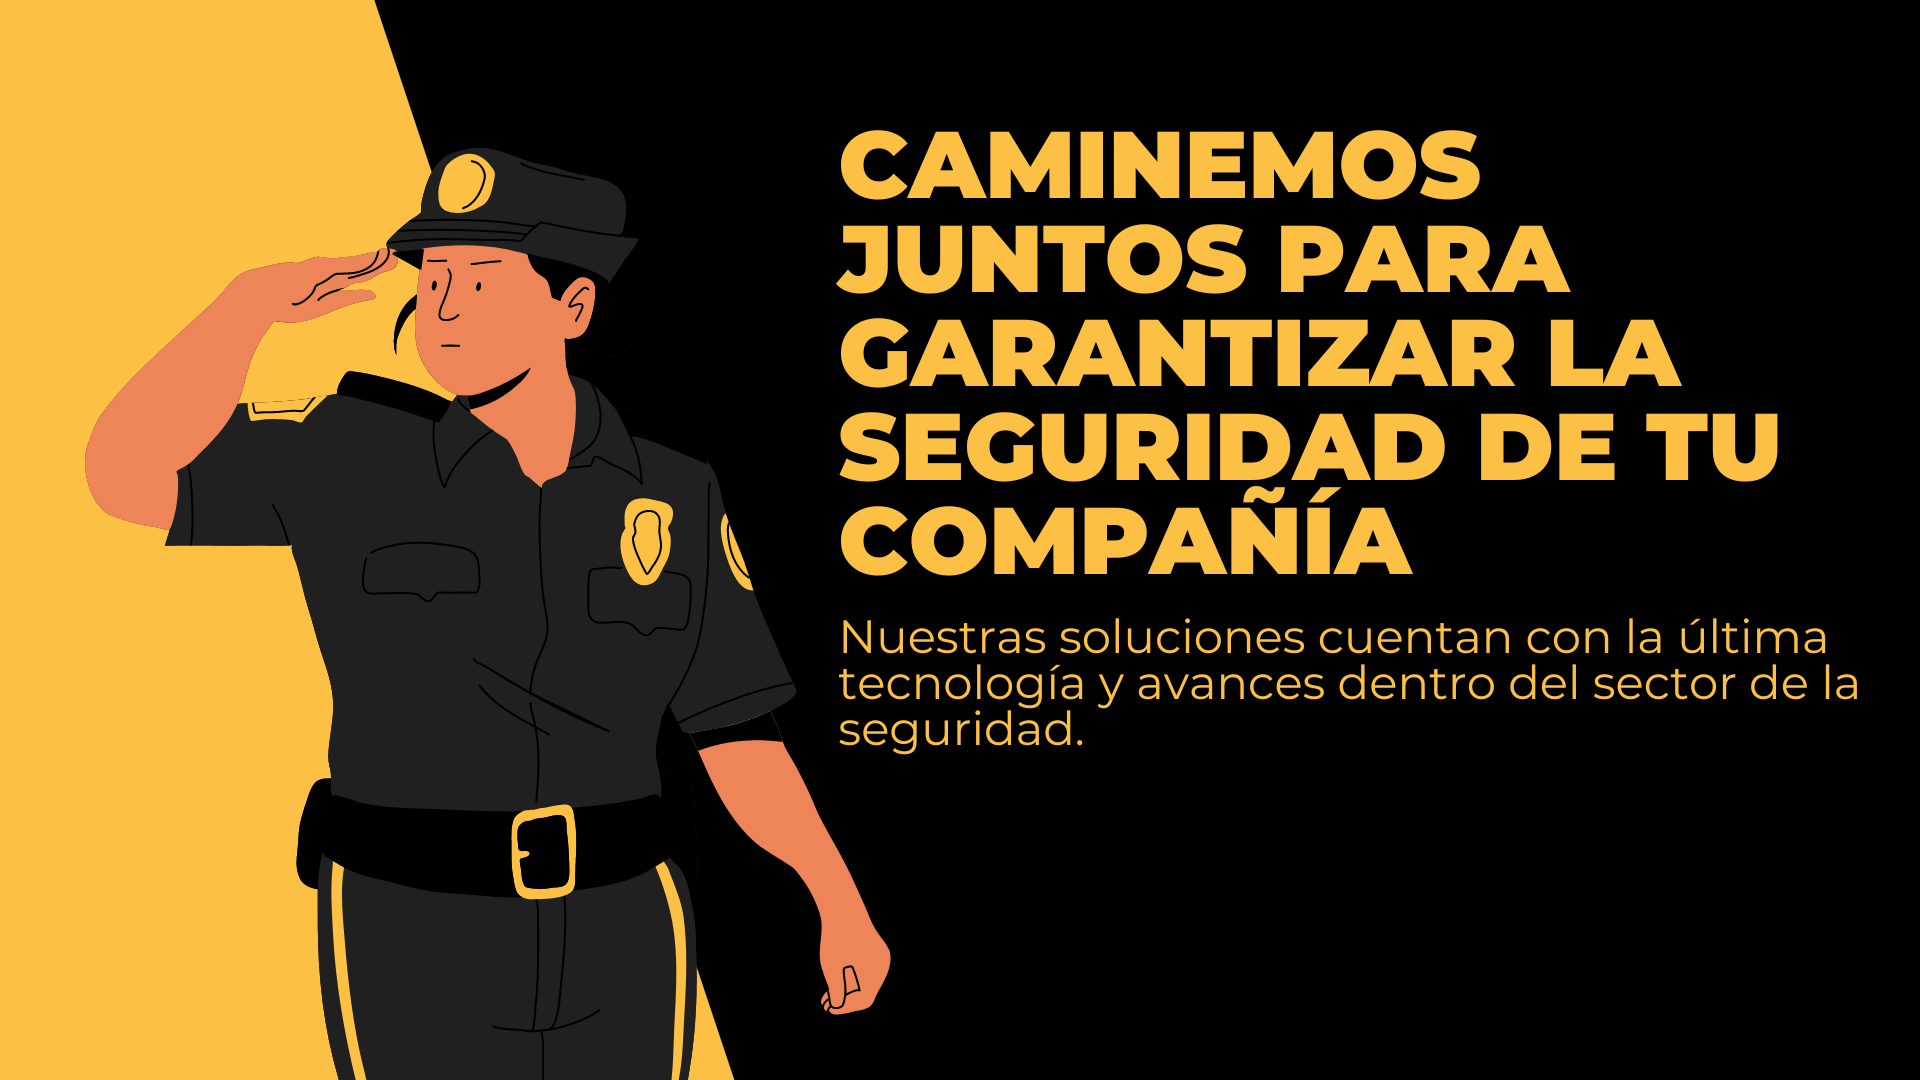 CAMINEMOS
JUNTOS PARA
GARANTIZAR LA
SEGURIDAD DE TU
COMPAÑÍA
Nuestras soluciones cuentan con la última
tecnología y avances dentro del sector de la
seguridad.